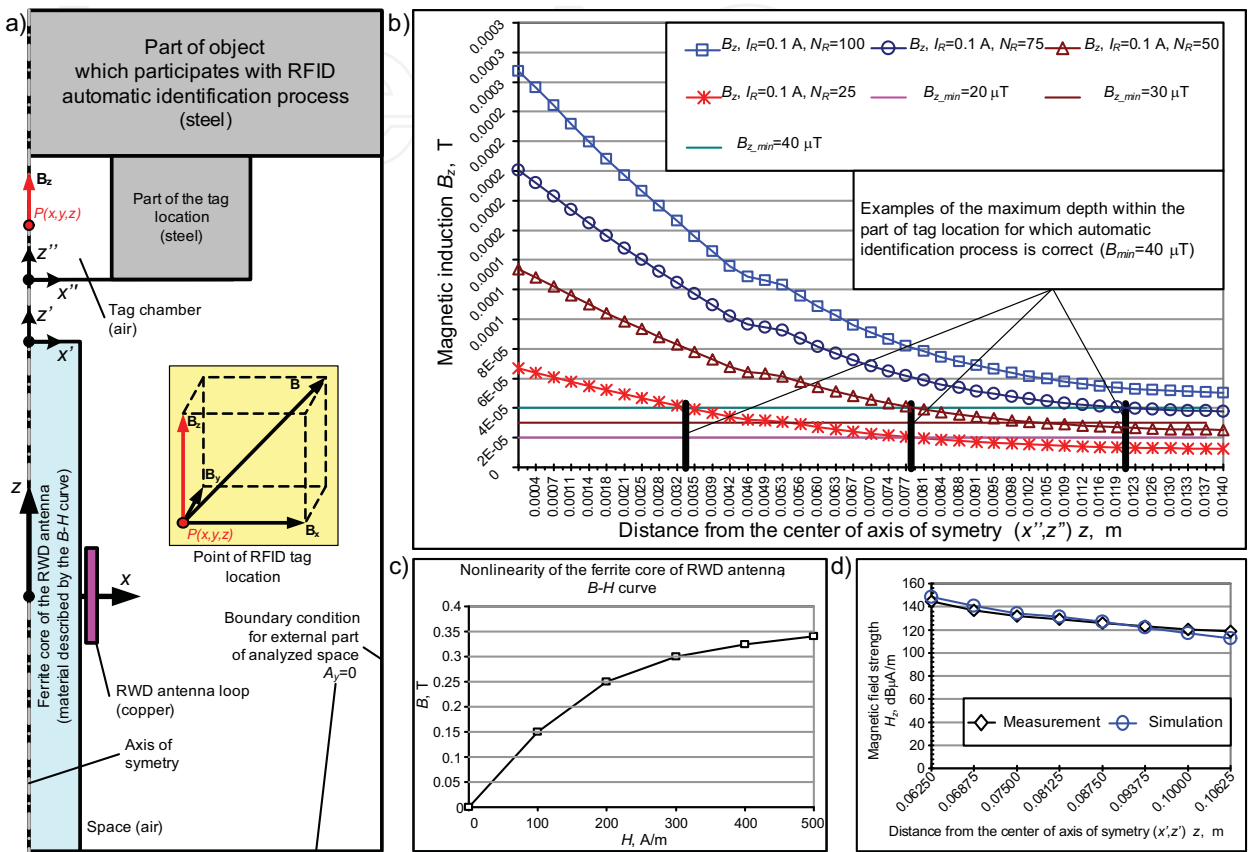 a)
Part of object
which participates with RFID
automatic identification process
(steel)
Part of the tag
location
(steel)
Bz
P(x,y,z)
z''
x''
Tag chamber
(air)
z'
x'
B
Bz
By
P(x,y,z)
Bx
Point of RFID tag
location
z
x
Ferrite core of the RWD antenna
(material described by the B-H curve)
Boundary condition
for external part
of analyzed space
Ay=0
RWD antenna loop
(copper)
Axis of
symetry
Space (air)
b)
Magnetic induction Bz, T
0.0003
0.0003
0.0003
0.0002
0.0002
0.0002
0.0002
0.0002
0.0001
0.0001
0.0001
8E-05
6E-05
4E-05
2E-05
0
Bz, IR=0.1 A, NR=100
Bz, IR=0.1 A, NR=75
Bz, IR=0.1 A, NR=50
Bz, IR=0.1 A, NR=25
Bz_min=20 μT
Bz_min=30 μT
Bz_min=40 μT
Examples of the maximum depth within the
part of tag location for which automatic
identification process is correct (Bmin=40 μT)
0.0004 0.0007 0.0011 0.0014 0.0018 0.0021 0.0025 0.0028 0.0032 0.0035 0.0039 0.0042 0.0046 0.0049 0.0053 0.0056 0.0060 0.0063 0.0067 0.0070 0.0074 0.0077 0.0081 0.0084 0.0088 0.0091 0.0095 0.0098 0.0102 0.0105 0.0109 0.0112 0.0116 0.0119 0.0123 0.0126 0.0130 0.0133 0.0137 0.0140
Distance from the center of axis of symetry (x'',z'') z, m
c)
Nonlinearity of the ferrite core of RWD antenna,
B-H curve
B, T
0.4
0.35
0.3
0.25
0.2
0.15
0.1
0.05
0
0 100 200 300 400 500
H, A/m
d)
Magnetic field strength
Hz, dBμA/m
160
140
120
100
80
60
40
20
0
Measurement
Simulation
0.06250 0.06875 0.07500 0.08125 0.08750 0.09375 0.10000 0.10625
Distance from the center of axis of symetry (x',z') z, m